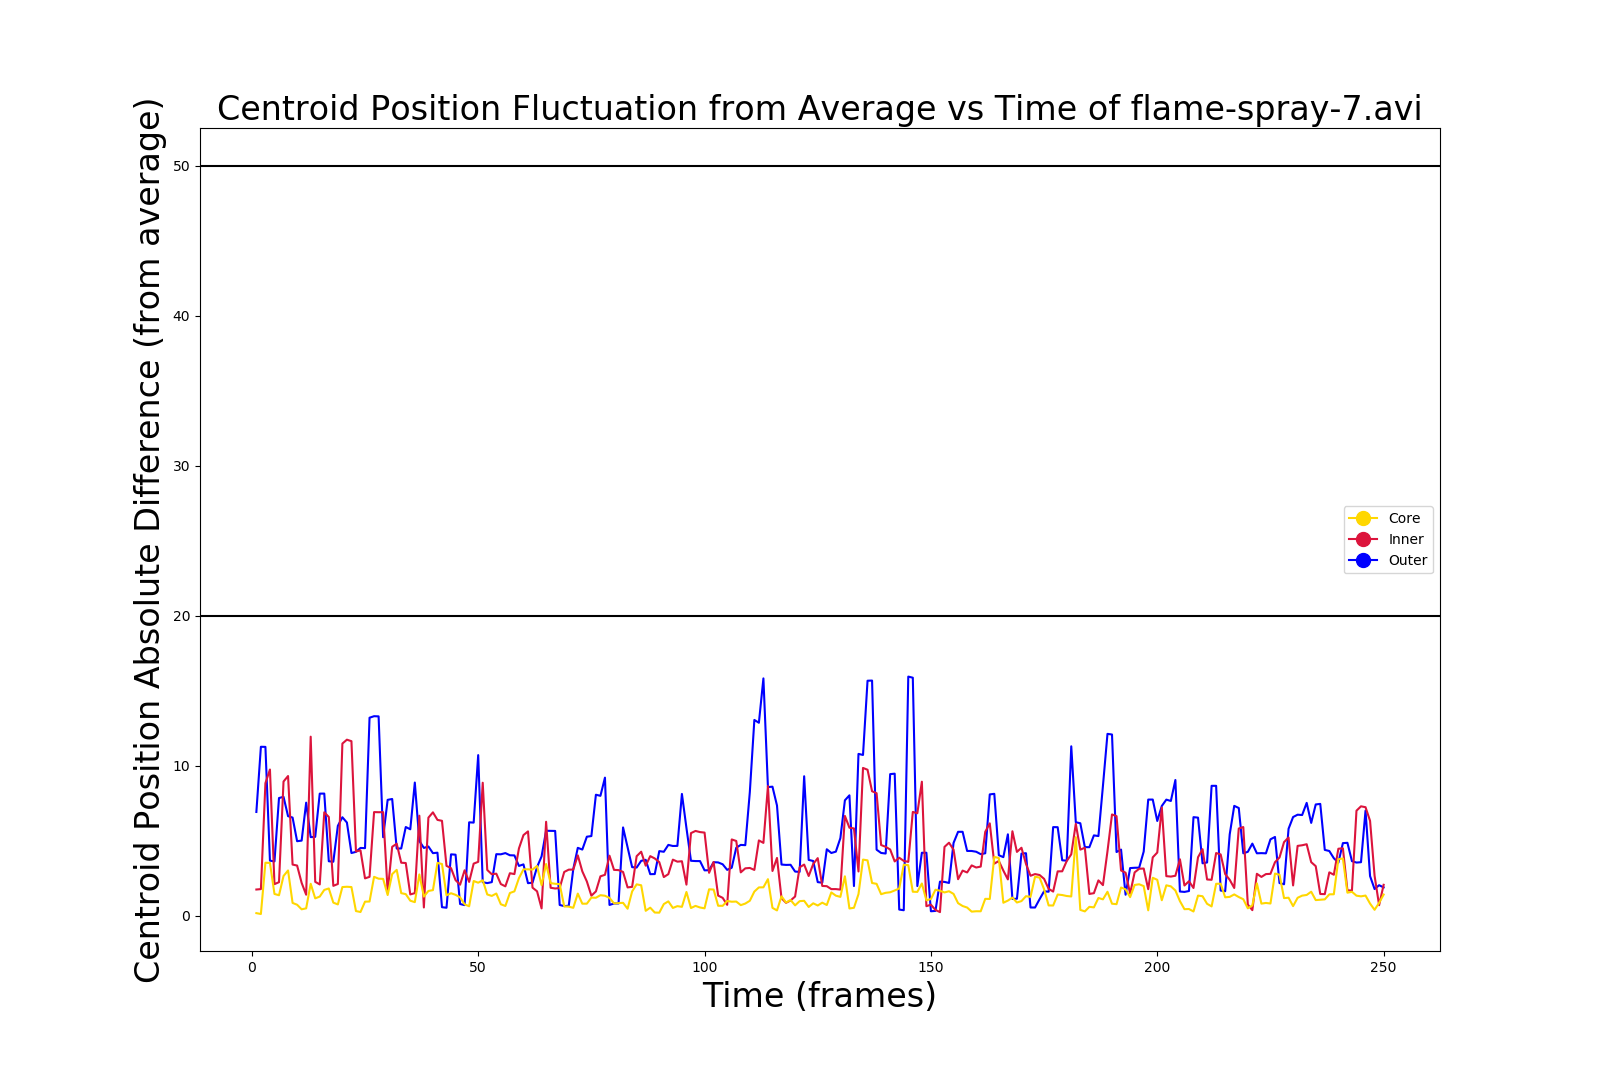 Centroid Position Fluctuation from Average vs Time of flame-spray-7.avi
Centroid Position Absolute Difference (from average)
50
40
30
20
10
0
Core
Inner
Outer
0 50 100 150 200 250
Time (frames)